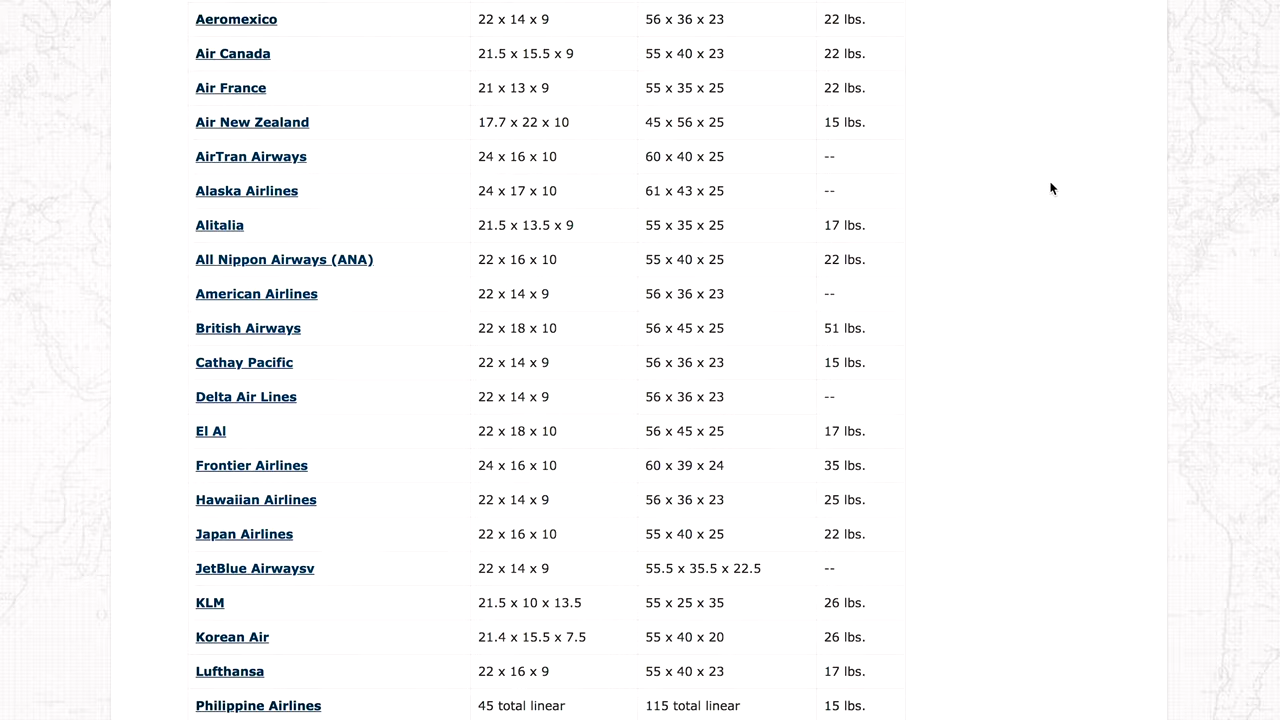 Aeromexico 22 x 14 x 9 56 x 36 x 23 22 lbs.
Air Canada 21.5 x 15.5 x 9 55 x 40 x 23 22 lbs.
Air France 21 x 13 x 9 55 x 35 x 25 22 lbs.
Air New Zealand 17.7 x 22 x 10 45 x 56 x 25 15 lbs.
AirTran Airways 24 x 16 x 10 60 x 40 x 25 --
Alaska Airlines 24 x 17 x 10 61 x 43 x 25 --
Alitalia 21.5 x 13.5 x 9 55 x 35 x 25 17 lbs.
All Nippon Airways (ANA) 22 x 16 x 10 55 x 40 x 25 22 lbs.
American Airlines 22 x 14 x 9 56 x 36 x 23 --
British Airways 22 x 18 x 10 56 x 45 x 25 51 lbs.
Cathay Pacific 22 x 14 x 9 56 x 36 x 23 15 lbs.
Delta Air Lines 22 x 14 x 9 56 x 36 x 23 --
El Al 22 x 18 x 10 56 x 45 x 25 17 lbs.
Frontier Airlines 24 x 16 x 10 60 x 39 x 24 35 lbs.
Hawaiian Airlines 22 x 14 x 9 56 x 36 x 23 25 lbs.
Japan Airlines 22 x 16 x 10 55 x 40 x 25 22 lbs.
JetBlue Airwaysv 22 x 14 x 9 55.5 x 35.5 x 22.5 --
KLM 21.5 x 10 x 13.5 55 x 25 x 35 26 lbs.
Korean Air 21.4 x 15.5 x 7.5 55 x 40 x 20 26 lbs.
Lufthansa 22 x 16 x 9 55 x 40 x 23 17 lbs.
Philippine Airlines 45 total linear 115 total linear 15 lbs.